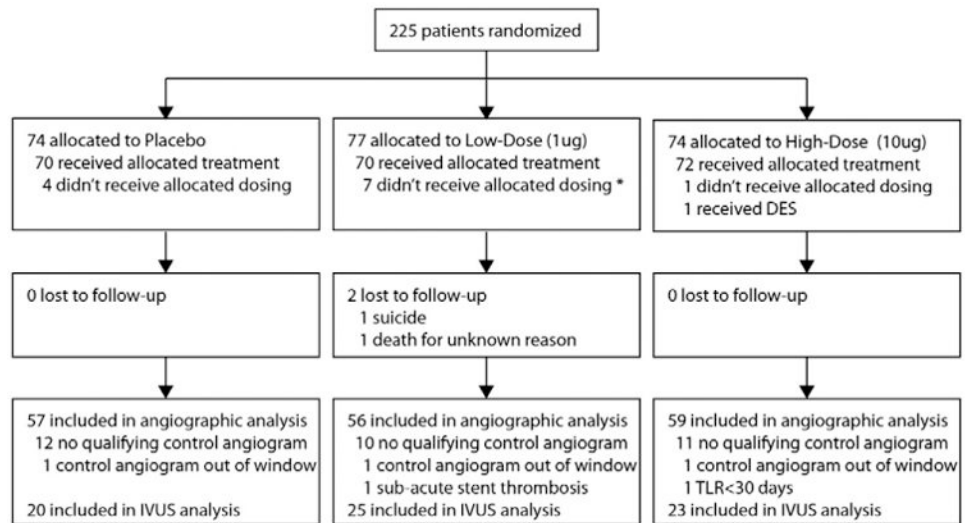 225 patients randomized
74 allocated to Placebo
70 received allocated treatment
4 didn't receive allocated dosing
77 allocated to Low-Dose (1ug)
70 received allocated treatment
7 didn't receive allocated dosing *
74 allocated to High-Dose (10ug)
72 received allocated treatment
1 didn't receive allocated dosing
1 received DES
0 lost to follow-up
2 lost to follow-up
1 suicide
1 death for unknown reason
0 lost to follow-up
57 included in angiographic analysis
12 no qualifying control angiogram
1 control angiogram out of window
20 included in IVUS analysis
56 included in angiographic analysis
10 no qualifying control angiogram
1 control angiogram out of window
1 sub-acute stent thrombosis
25 included in IVUS analysis
59 included in angiographic analysis
11 no qualifying control angiogram
1 control angiogram out of window
1 TLR<30 days
23 included in IVUS analysis